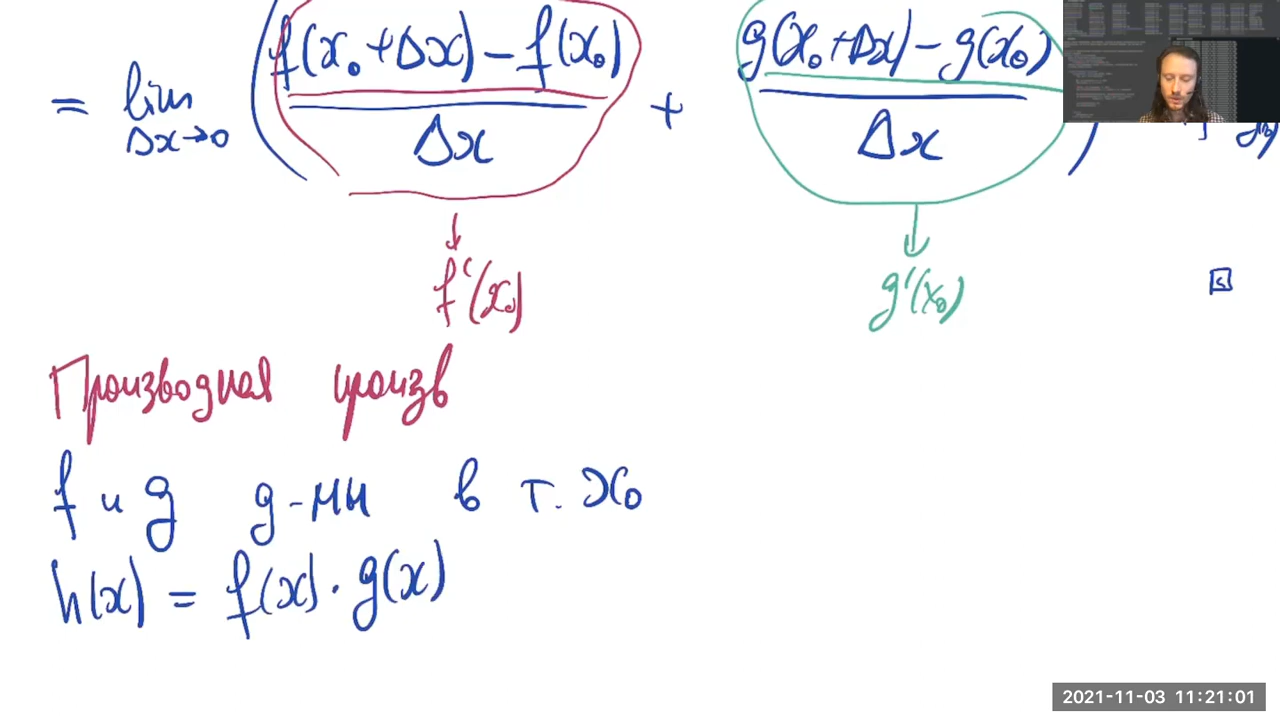 = lim Δx→0 ( f(x₀+Δx) − f(x₀) / Δx + g(x₀+Δx) − g(x₀) / Δx )
f'(x₀) g'(x₀)
Производная произв
f и g д-мы в т. x₀
h(x) = f(x) · g(x)
2021-11-03 11:21:01